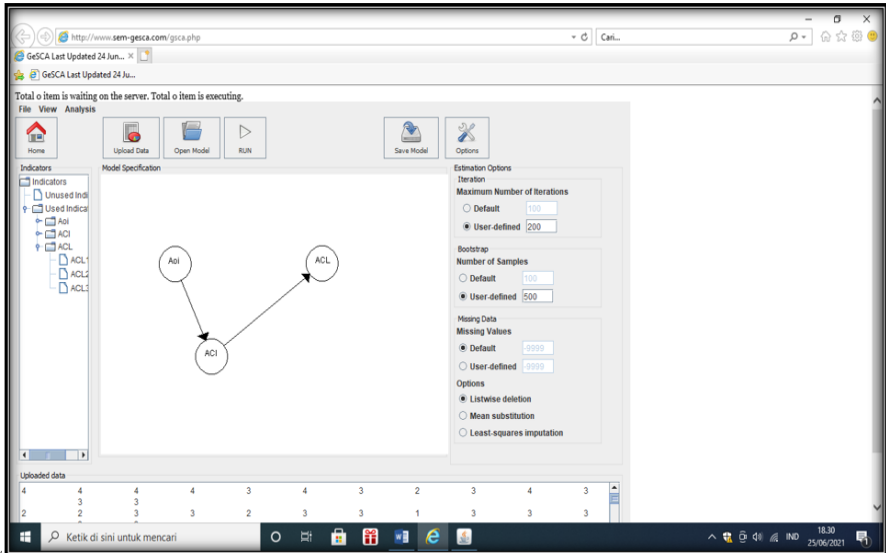 http://www.sem-gesca.com/gsca.php
Cari...
GeSCA Last Updated 24 Jun...
GeSCA Last Updated 24 Ju...
Total 0 item is waiting on the server. Total 0 item is executing.
File View Analysis
Home
Upload Data
Open Model
RUN
Save Model
Options
Indicators
Indicators
Unused Indi
Used Indica
Aoi
ACI
ACL
ACL1
ACL2
ACL3
Model Specification
Aoi
ACL
ACI
Estimation Options
Iteration
Maximum Number of Iterations
Default 100
User-defined 200
Bootstrap
Number of Samples
Default 100
User-defined 500
Missing Data
Missing Values
Default -9999
User-defined -9999
Options
Listwise deletion
Mean substitution
Least-squares imputation
Uploaded data
4 4 4 4 3 4 3 2 3 4 3
3 3
2 2 3 3 2 3 3 1 3 3 3
Ketik di sini untuk mencari
IND
18.30
25/06/2021